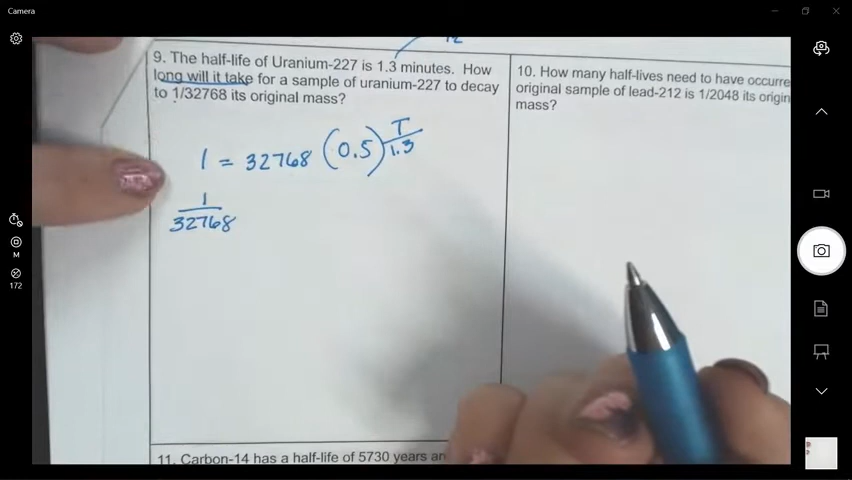 Camera
12
9. The half-life of Uranium-227 is 1.3 minutes. How
long will it take for a sample of uranium-227 to decay
to 1/32768 its original mass?
10. How many half-lives need to have occurre
original sample of lead-212 is 1/2048 its origin
mass?
1 = 32768 (0.5)^T/1.3
1
32768
M
172
11. Carbon-14 has a half-life of 5730 years an